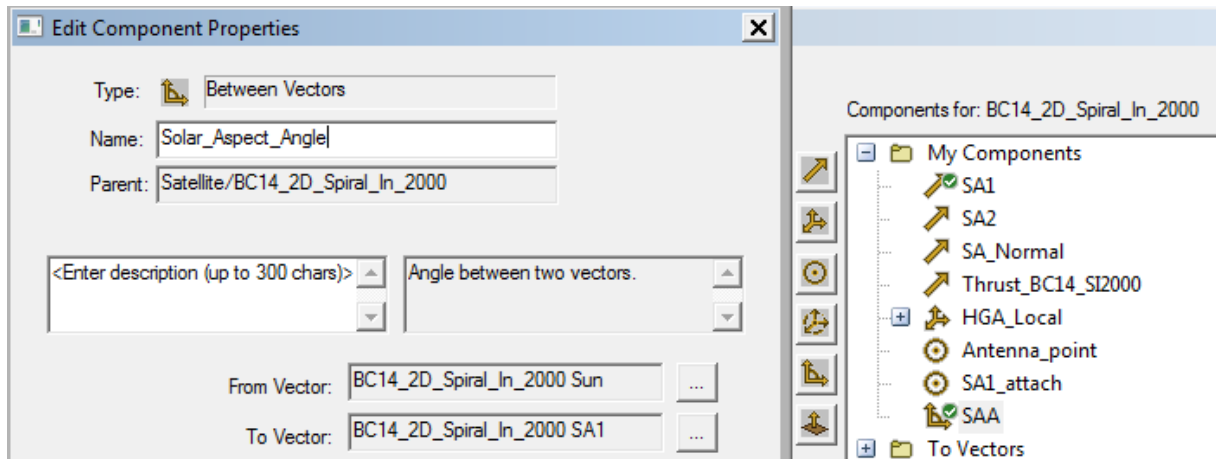 Edit Component Properties
Type: Between Vectors
Name: Solar_Aspect_Angle
Parent: Satellite/BC14_2D_Spiral_In_2000
<Enter description (up to 300 chars)>
Angle between two vectors.
From Vector: BC14_2D_Spiral_In_2000 Sun ...
To Vector: BC14_2D_Spiral_In_2000 SA1 ...
Components for: BC14_2D_Spiral_In_2000
My Components
SA1
SA2
SA_Normal
Thrust_BC14_SI2000
HGA_Local
Antenna_point
SA1_attach
SAA
To Vectors